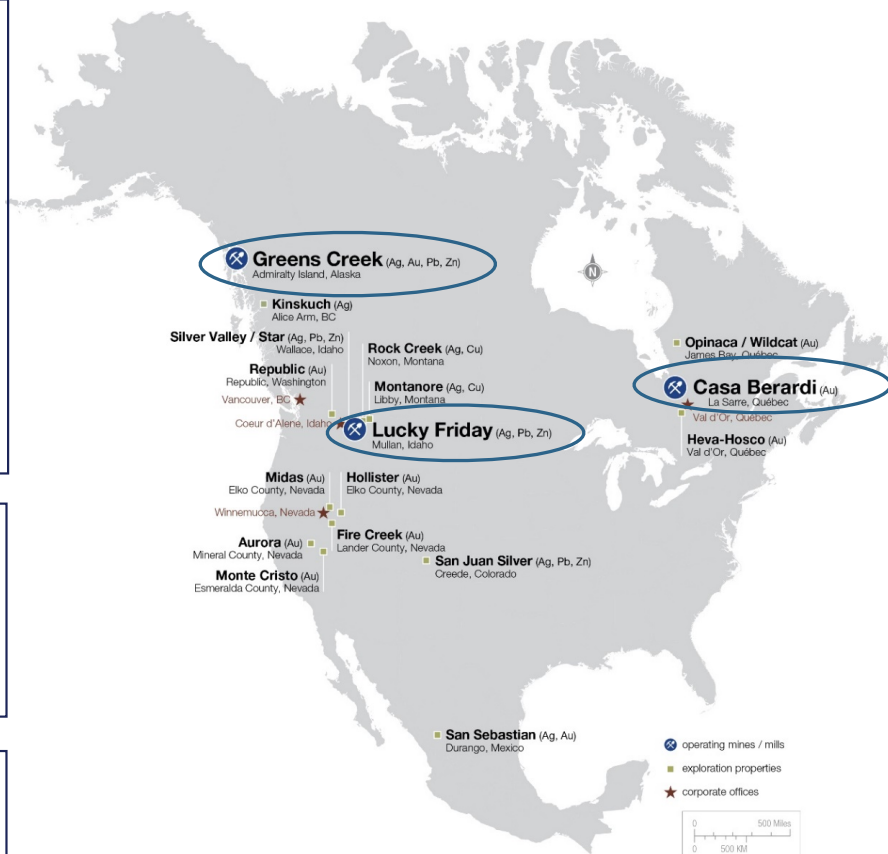 Greens Creek (Ag, Au, Pb, Zn)
Admiralty Island, Alaska
N
Kinskuch (Ag)
Alice Arm, BC
Silver Valley / Star (Ag, Pb, Zn)
Wallace, Idaho
Rock Creek (Ag, Cu)
Noxon, Montana
Republic (Au)
Republic, Washington
Montanore (Ag, Cu)
Libby, Montana
Vancouver, BC
Coeur d'Alene, Idaho
Lucky Friday (Ag, Pb, Zn)
Mullan, Idaho
Opinaca / Wildcat (Au)
James Bay, Québec
Casa Berardi (Au)
La Sarre, Québec
Val d'Or, Québec
Heva-Hosco (Au)
Val d'Or, Québec
Midas (Au)
Elko County, Nevada
Hollister (Au)
Elko County, Nevada
Winnemucca, Nevada
Fire Creek (Au)
Lander County, Nevada
Aurora (Au)
Mineral County, Nevada
Monte Cristo (Au)
Esmeralda County, Nevada
San Juan Silver (Ag, Pb, Zn)
Creede, Colorado
San Sebastian (Ag, Au)
Durango, Mexico
operating mines / mills
exploration properties
corporate offices
0 500 Miles
0 500 KM